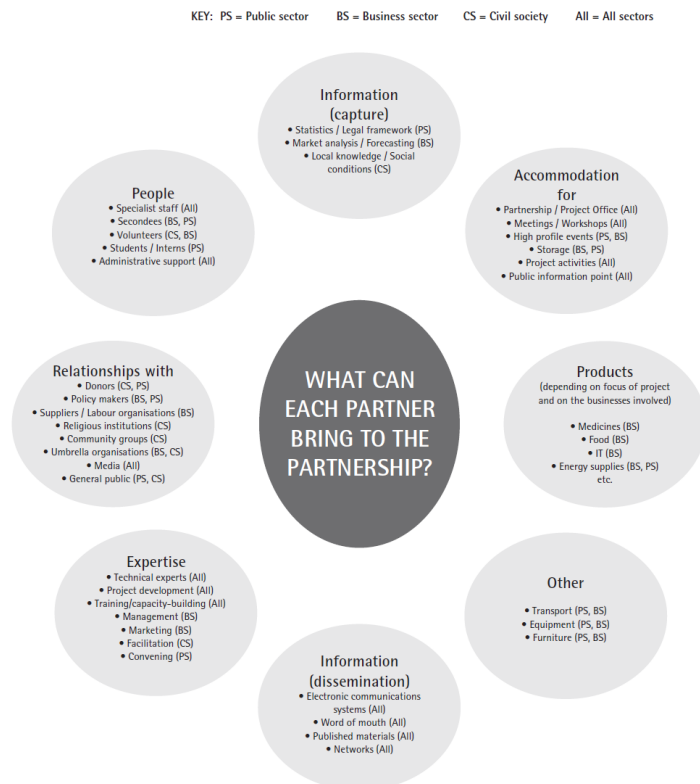 KEY: PS = Public sector BS = Business sector CS = Civil society All = All sectors
Information
(capture)
• Statistics / Legal framework (PS)
• Market analysis / Forecasting (BS)
• Local knowledge / Social
conditions (CS)
People
• Specialist staff (All)
• Secondees (BS, PS)
• Volunteers (CS, BS)
• Students / Interns (PS)
• Administrative support (All)
Accommodation
for
• Partnership / Project Office (All)
• Meetings / Workshops (All)
• High profile events (PS, BS)
• Storage (BS, PS)
• Project activities (All)
• Public information point (All)
Relationships with
• Donors (CS, PS)
• Policy makers (BS, PS)
• Suppliers / Labour organisations (BS)
• Religious institutions (CS)
• Community groups (CS)
• Umbrella organisations (BS, CS)
• Media (All)
• General public (PS, CS)
WHAT CAN
EACH PARTNER
BRING TO THE
PARTNERSHIP?
Products
(depending on focus of project
and on the businesses involved)
• Medicines (BS)
• Food (BS)
• IT (BS)
• Energy supplies (BS, PS)
etc.
Expertise
• Technical experts (All)
• Project development (All)
• Training/capacity-building (All)
• Management (BS)
• Marketing (BS)
• Facilitation (CS)
• Convening (PS)
Other
• Transport (PS, BS)
• Equipment (PS, BS)
• Furniture (PS, BS)
Information
(dissemination)
• Electronic communications
systems (All)
• Word of mouth (All)
• Published materials (All)
• Networks (All)